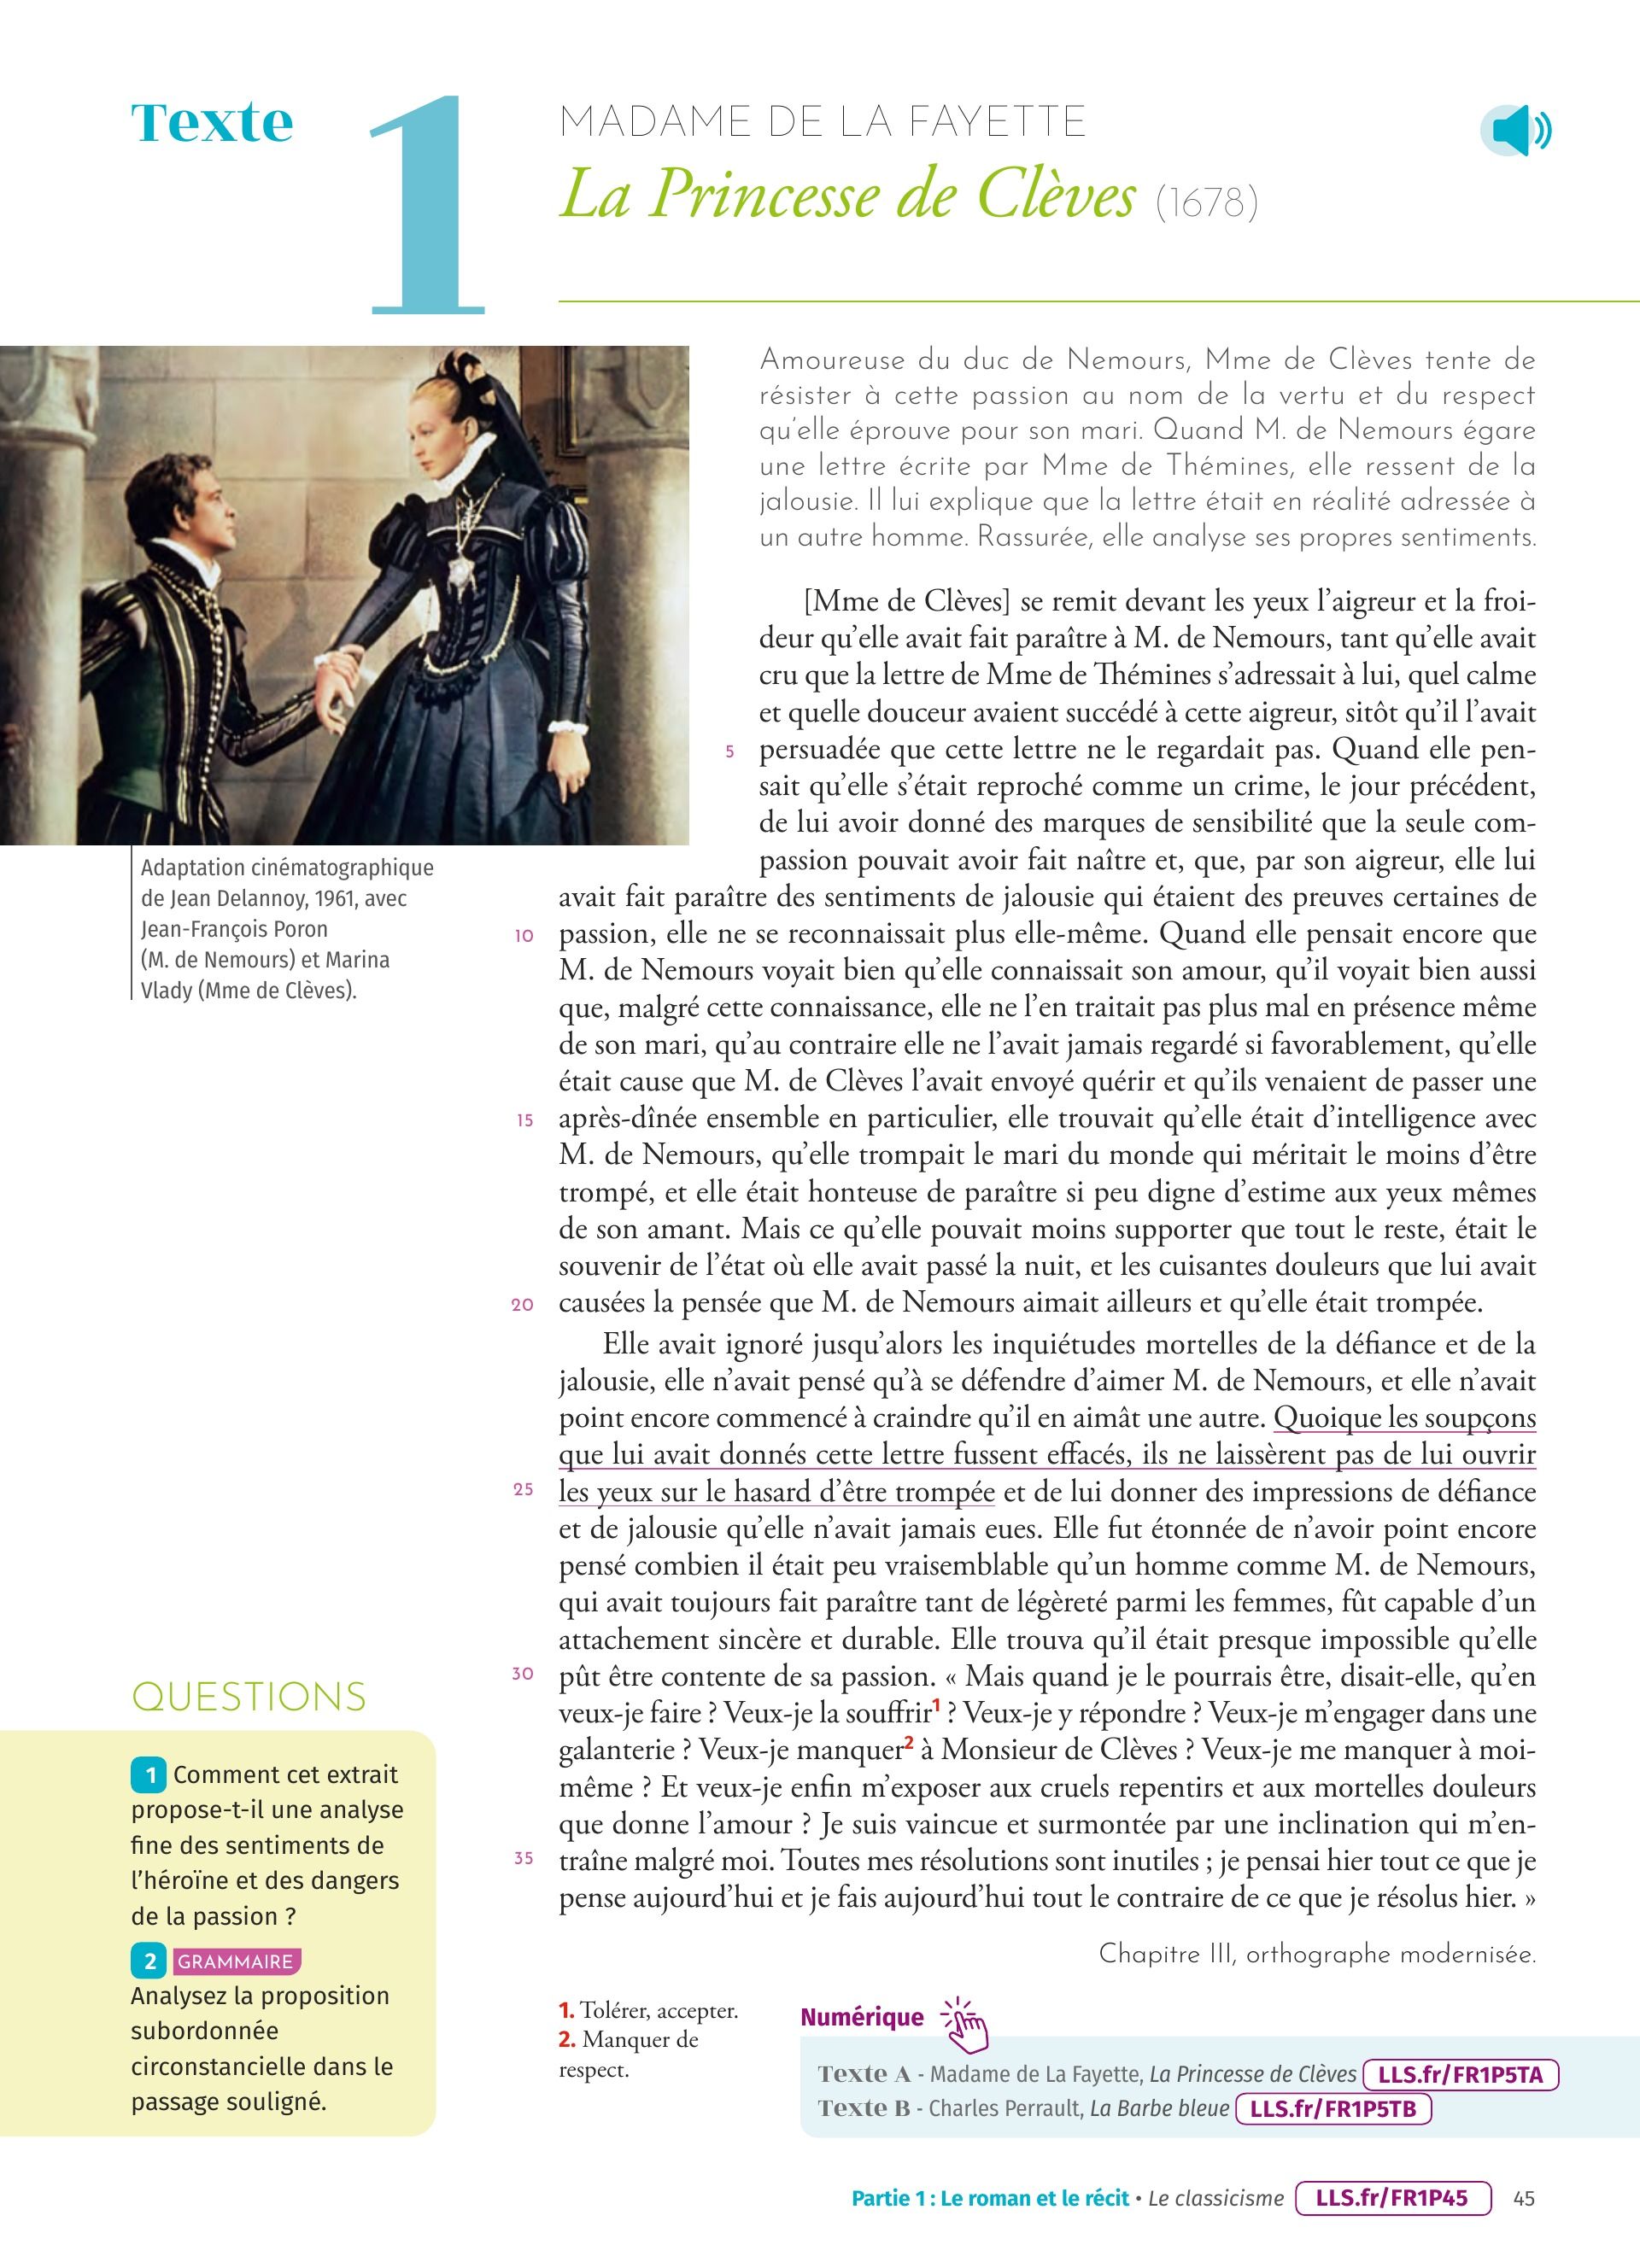 Texte 1
MADAME DE LA FAYETTE
La Princesse de Clèves (1678)
Amoureuse du duc de Nemours, Mme de Clèves tente de
résister à cette passion au nom de la vertu et du respect
qu'elle éprouve pour son mari. Quand M. de Nemours égare
une lettre écrite par Mme de Thémines, elle ressent de la
jalousie. Il lui explique que la lettre était en réalité adressée à
un autre homme. Rassurée, elle analyse ses propres sentiments.
Adaptation cinématographique
de Jean Delannoy, 1961, avec
Jean-François Poron
(M. de Nemours) et Marina
Vlady (Mme de Clèves).
[Mme de Clèves] se remit devant les yeux l'aigreur et la froi-
deur qu'elle avait fait paraître à M. de Nemours, tant qu'elle avait
cru que la lettre de Mme de Thémines s'adressait à lui, quel calme
et quelle douceur avaient succédé à cette aigreur, sitôt qu'il l'avait
5 persuadée que cette lettre ne le regardait pas. Quand elle pen-
sait qu'elle s'était reproché comme un crime, le jour précédent,
de lui avoir donné des marques de sensibilité que la seule com-
passion pouvait avoir fait naître et, que, par son aigreur, elle lui
avait fait paraître des sentiments de jalousie qui étaient des preuves certaines de
10 passion, elle ne se reconnaissait plus elle-même. Quand elle pensait encore que
M. de Nemours voyait bien qu'elle connaissait son amour, qu'il voyait bien aussi
que, malgré cette connaissance, elle ne l'en traitait pas plus mal en présence même
de son mari, qu'au contraire elle ne l'avait jamais regardé si favorablement, qu'elle
était cause que M. de Clèves l'avait envoyé quérir et qu'ils venaient de passer une
15 après-dînée ensemble en particulier, elle trouvait qu'elle était d'intelligence avec
M. de Nemours, qu'elle trompait le mari du monde qui méritait le moins d'être
trompé, et elle était honteuse de paraître si peu digne d'estime aux yeux mêmes
de son amant. Mais ce qu'elle pouvait moins supporter que tout le reste, était le
souvenir de l'état où elle avait passé la nuit, et les cuisantes douleurs que lui avait
20 causées la pensée que M. de Nemours aimait ailleurs et qu'elle était trompée.
Elle avait ignoré jusqu'alors les inquiétudes mortelles de la défiance et de la
jalousie, elle n'avait pensé qu'à se défendre d'aimer M. de Nemours, et elle n'avait
point encore commencé à craindre qu'il en aimât une autre. Quoique les soupçons
que lui avait donnés cette lettre fussent effacés, ils ne laissèrent pas de lui ouvrir
25 les yeux sur le hasard d'être trompée et de lui donner des impressions de défiance
et de jalousie qu'elle n'avait jamais eues. Elle fut étonnée de n'avoir point encore
pensé combien il était peu vraisemblable qu'un homme comme M. de Nemours,
qui avait toujours fait paraître tant de légèreté parmi les femmes, fût capable d'un
attachement sincère et durable. Elle trouva qu'il était presque impossible qu'elle
30 pût être contente de sa passion. « Mais quand je le pourrais être, disait-elle, qu'en
veux-je faire ? Veux-je la souffrir1 ? Veux-je y répondre ? Veux-je m'engager dans une
galanterie ? Veux-je manquer2 à Monsieur de Clèves ? Veux-je me manquer à moi-
même ? Et veux-je enfin m'exposer aux cruels repentirs et aux mortelles douleurs
que donne l'amour ? Je suis vaincue et surmontée par une inclination qui m'en-
35 traîne malgré moi. Toutes mes résolutions sont inutiles ; je pensai hier tout ce que je
pense aujourd'hui et je fais aujourd'hui tout le contraire de ce que je résolus hier. »
Chapitre III, orthographe modernisée.
QUESTIONS
1 Comment cet extrait
propose-t-il une analyse
fine des sentiments de
l'héroïne et des dangers
de la passion ?
2 GRAMMAIRE
Analysez la proposition
subordonnée
circonstancielle dans le
passage souligné.
1. Tolérer, accepter.
2. Manquer de
respect.
Numérique
Texte A - Madame de La Fayette, La Princesse de Clèves LLS.fr/FR1P5TA
Texte B - Charles Perrault, La Barbe bleue LLS.fr/FR1P5TB
Partie 1 : Le roman et le récit • Le classicisme LLS.fr/FR1P45 45